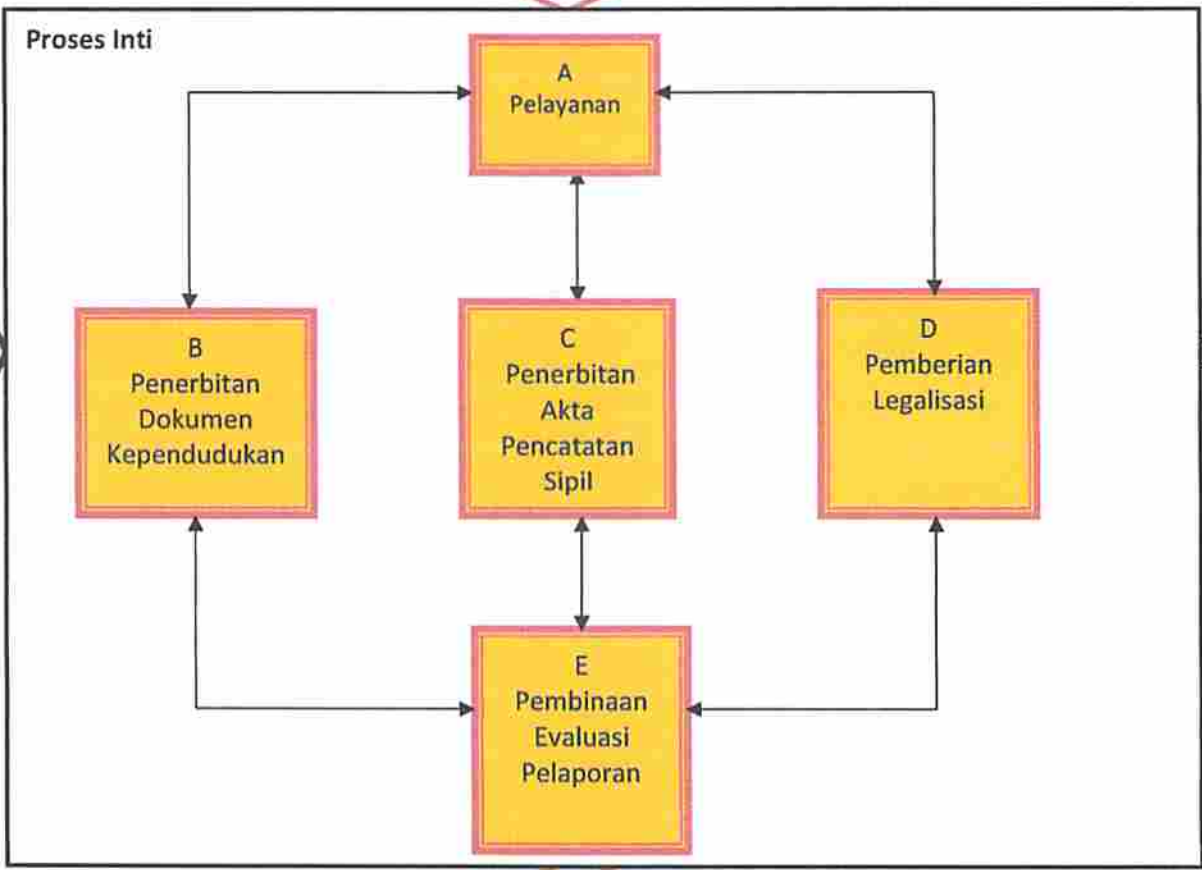 Proses Inti
A
Pelayanan
B
Penerbitan
Dokumen
Kependudukan
C
Penerbitan
Akta
Pencatatan
Sipil
D
Pemberian
Legalisasi
E
Pembinaan
Evaluasi
Pelaporan